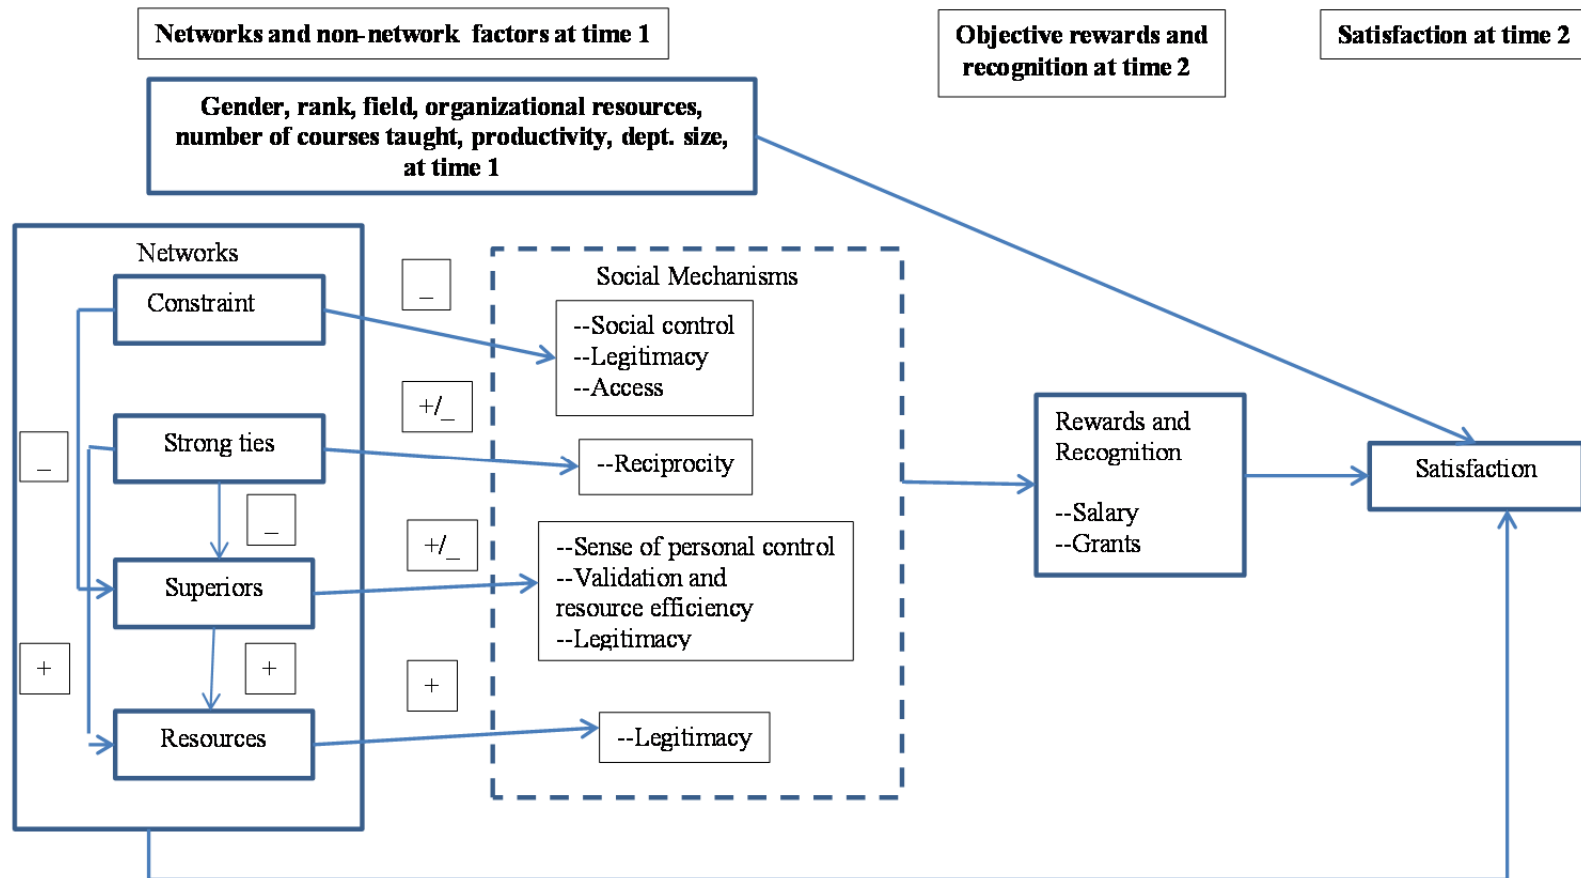 Networks and non-network factors at time 1
Objective rewards and
recognition at time 2
Satisfaction at time 2
Gender, rank, field, organizational resources,
number of courses taught, productivity, dept. size,
at time 1
Networks
Constraint
Strong ties
Superiors
Resources
_
+
_
+
_
+/_
+/_
+
Social Mechanisms
--Social control
--Legitimacy
--Access
--Reciprocity
--Sense of personal control
--Validation and
resource efficiency
--Legitimacy
--Legitimacy
Rewards and
Recognition
--Salary
--Grants
Satisfaction